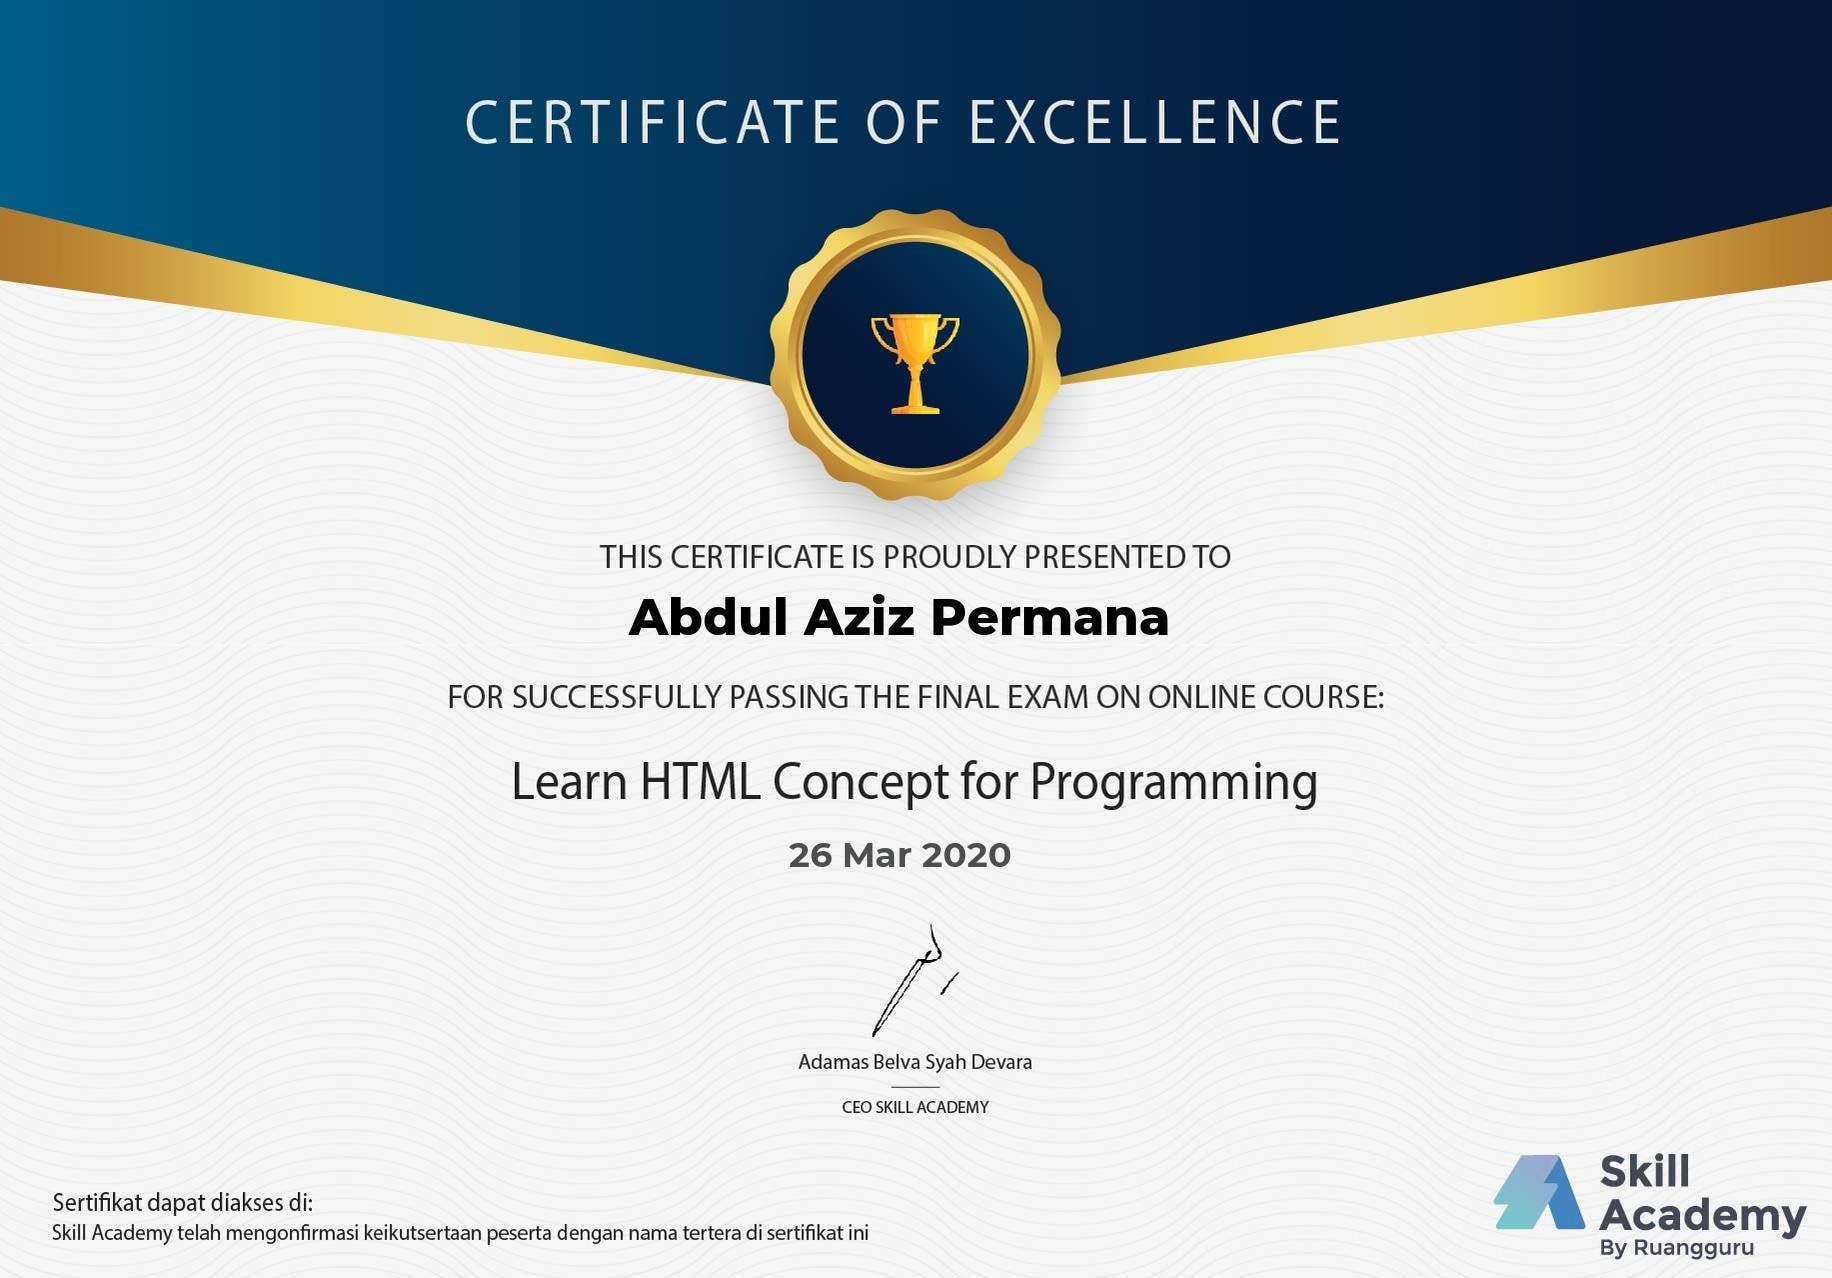 CERTIFICATE OF EXCELLENCE
THIS CERTIFICATE IS PROUDLY PRESENTED TO
Abdul Aziz Permana
FOR SUCCESSFULLY PASSING THE FINAL EXAM ON ONLINE COURSE:
Learn HTML Concept for Programming
26 Mar 2020
Adamas Belva Syah Devara
CEO SKILL ACADEMY
Sertifikat dapat diakses di:
Skill Academy telah mengonfirmasi keikutsertaan peserta dengan nama tertera di sertifikat ini
Skill
Academy
By Ruangguru